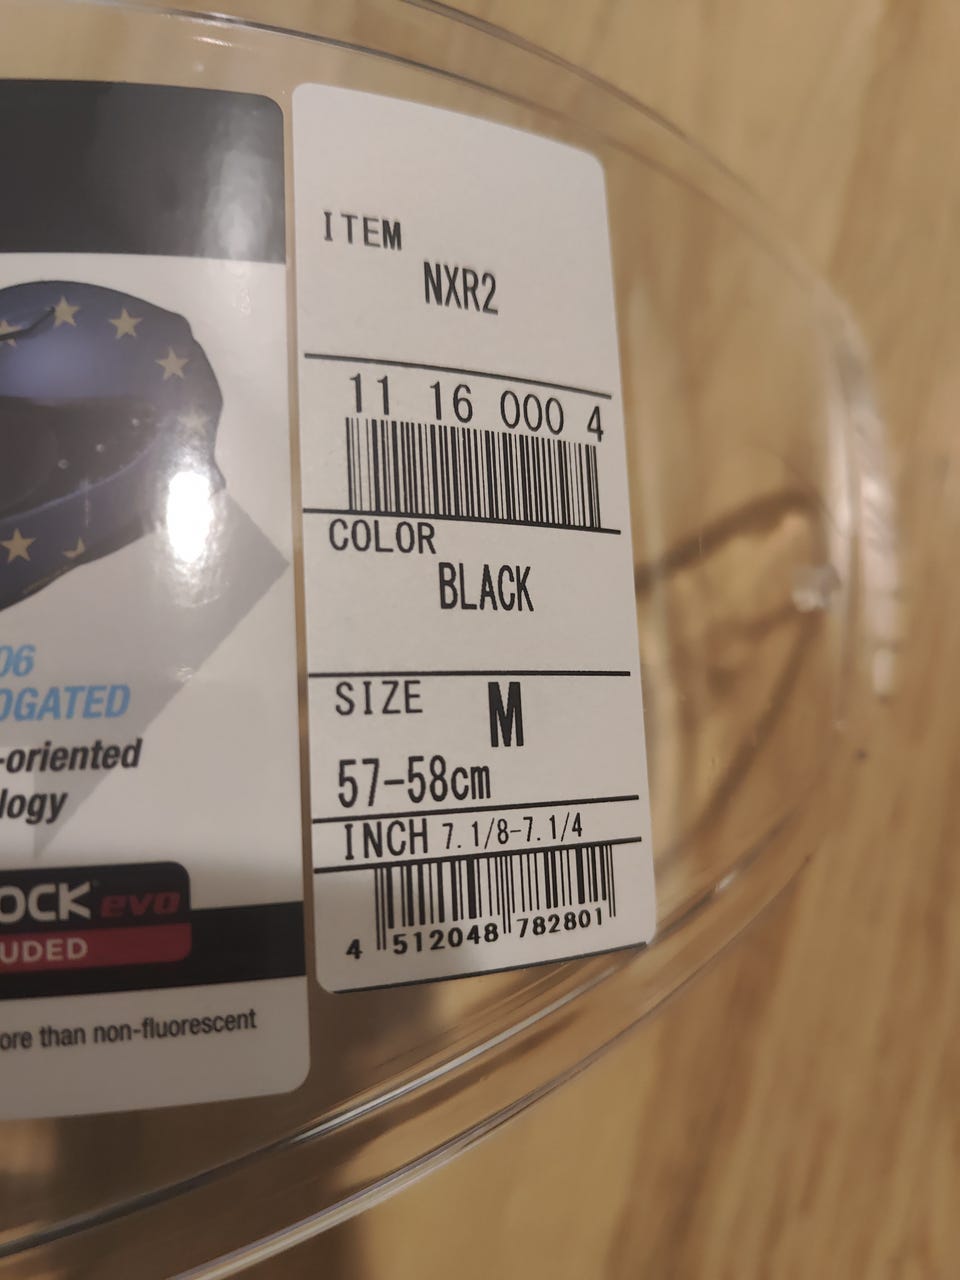 06
OGATED
-oriented
logy
OCK evo
UDED
ore than non-fluorescent
ITEM
NXR2
11 16 000 4
COLOR
BLACK
SIZE M
57-58cm
INCH 7.1/8-7.1/4
4 512048 782801